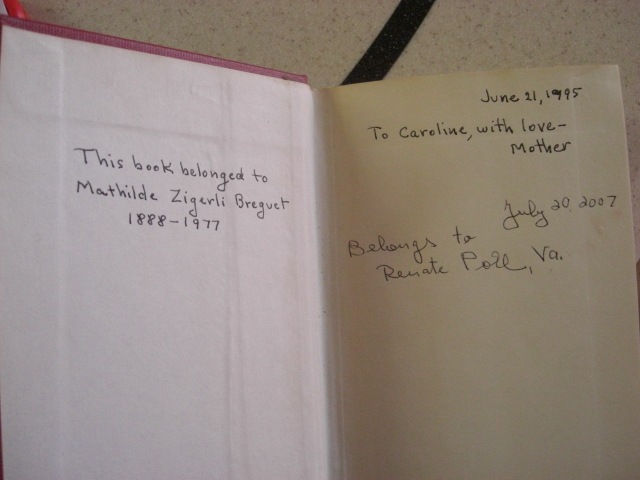 This book belonged to
Mathilde Zigerli Breguet
1888-1977
June 21, 1995
To Caroline, with love-
Mother
July 20, 2007
Belongs to
Renate Poll, Va.